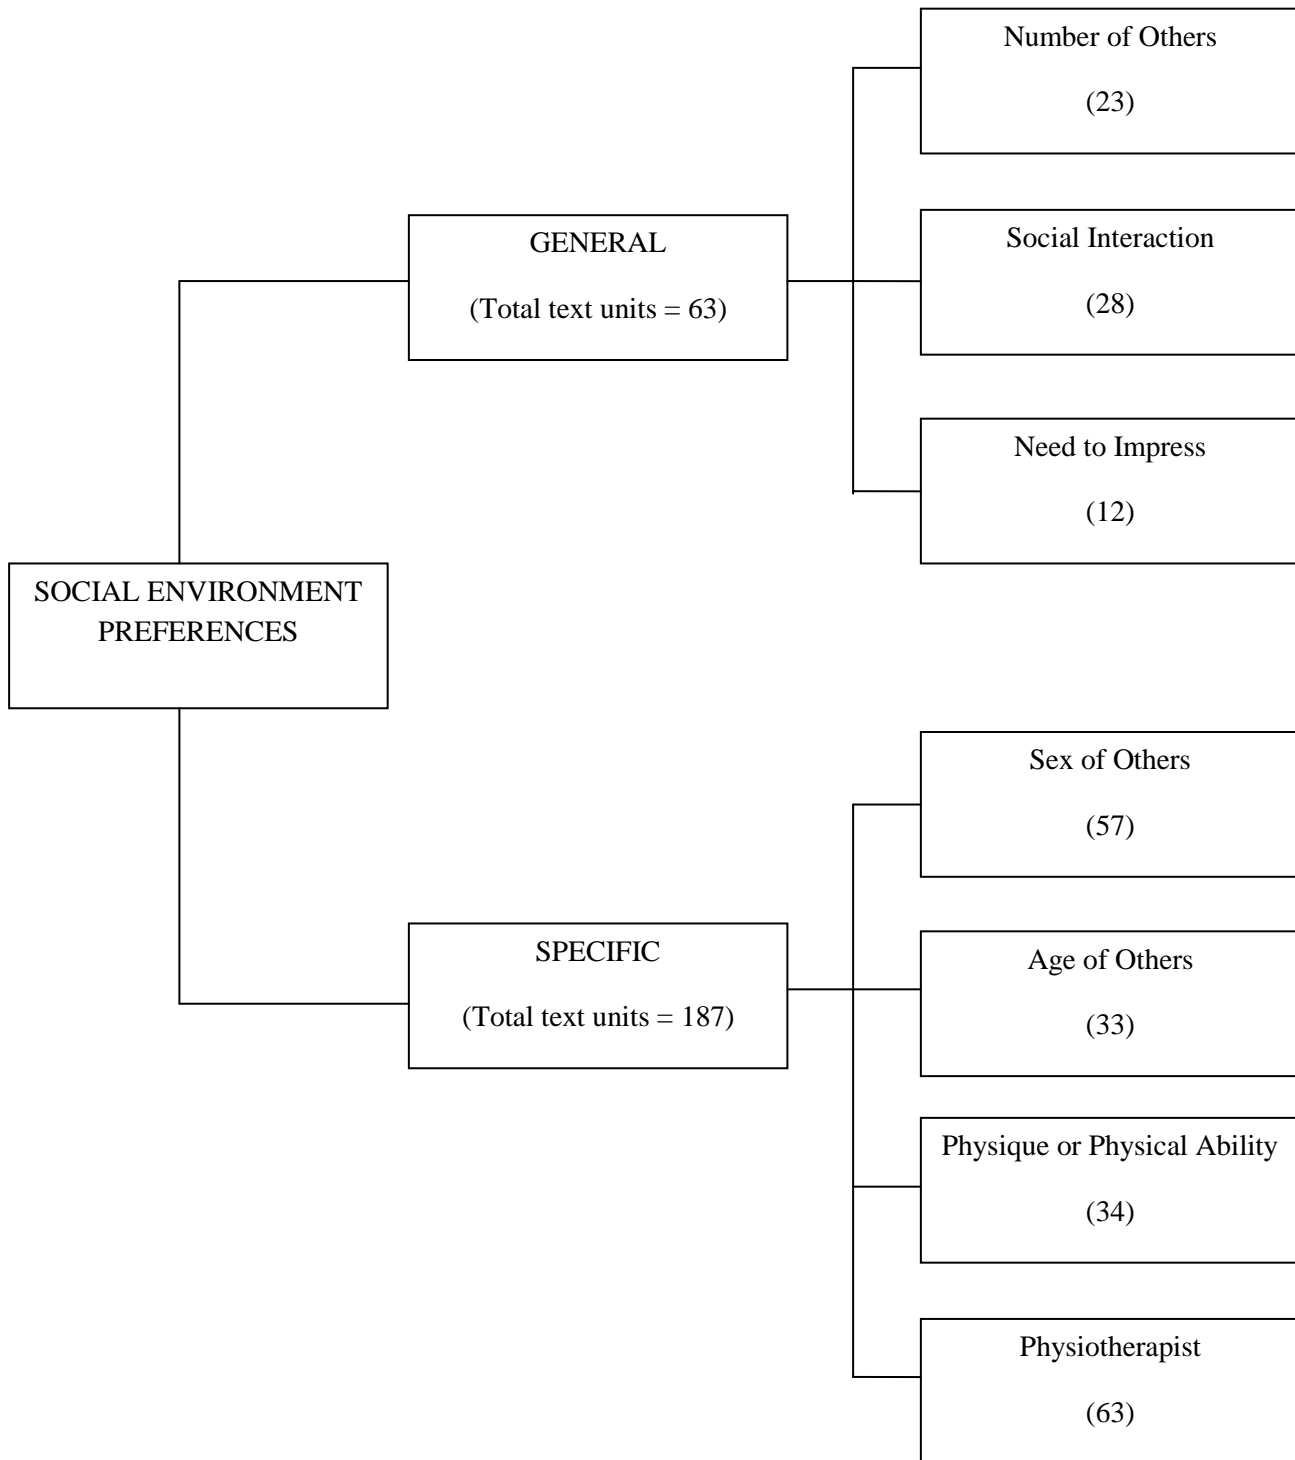 Number of Others
(23)
GENERAL
(Total text units = 63)
Social Interaction
(28)
Need to Impress
(12)
SOCIAL ENVIRONMENT
PREFERENCES
Sex of Others
(57)
SPECIFIC
(Total text units = 187)
Age of Others
(33)
Physique or Physical Ability
(34)
Physiotherapist
(63)